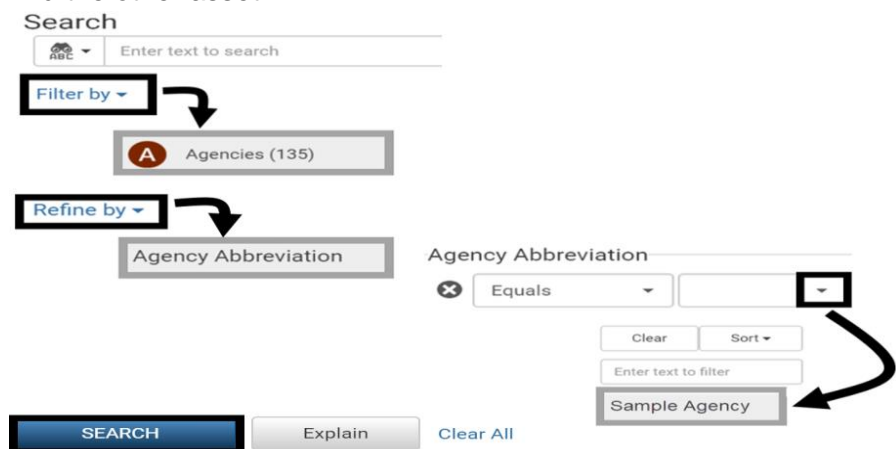 Search
ABC
Enter text to search
Filter by
A Agencies (135)
Refine by
Agency Abbreviation
Agency Abbreviation
Equals
Clear Sort
Enter text to filter
Sample Agency
SEARCH Explain Clear All